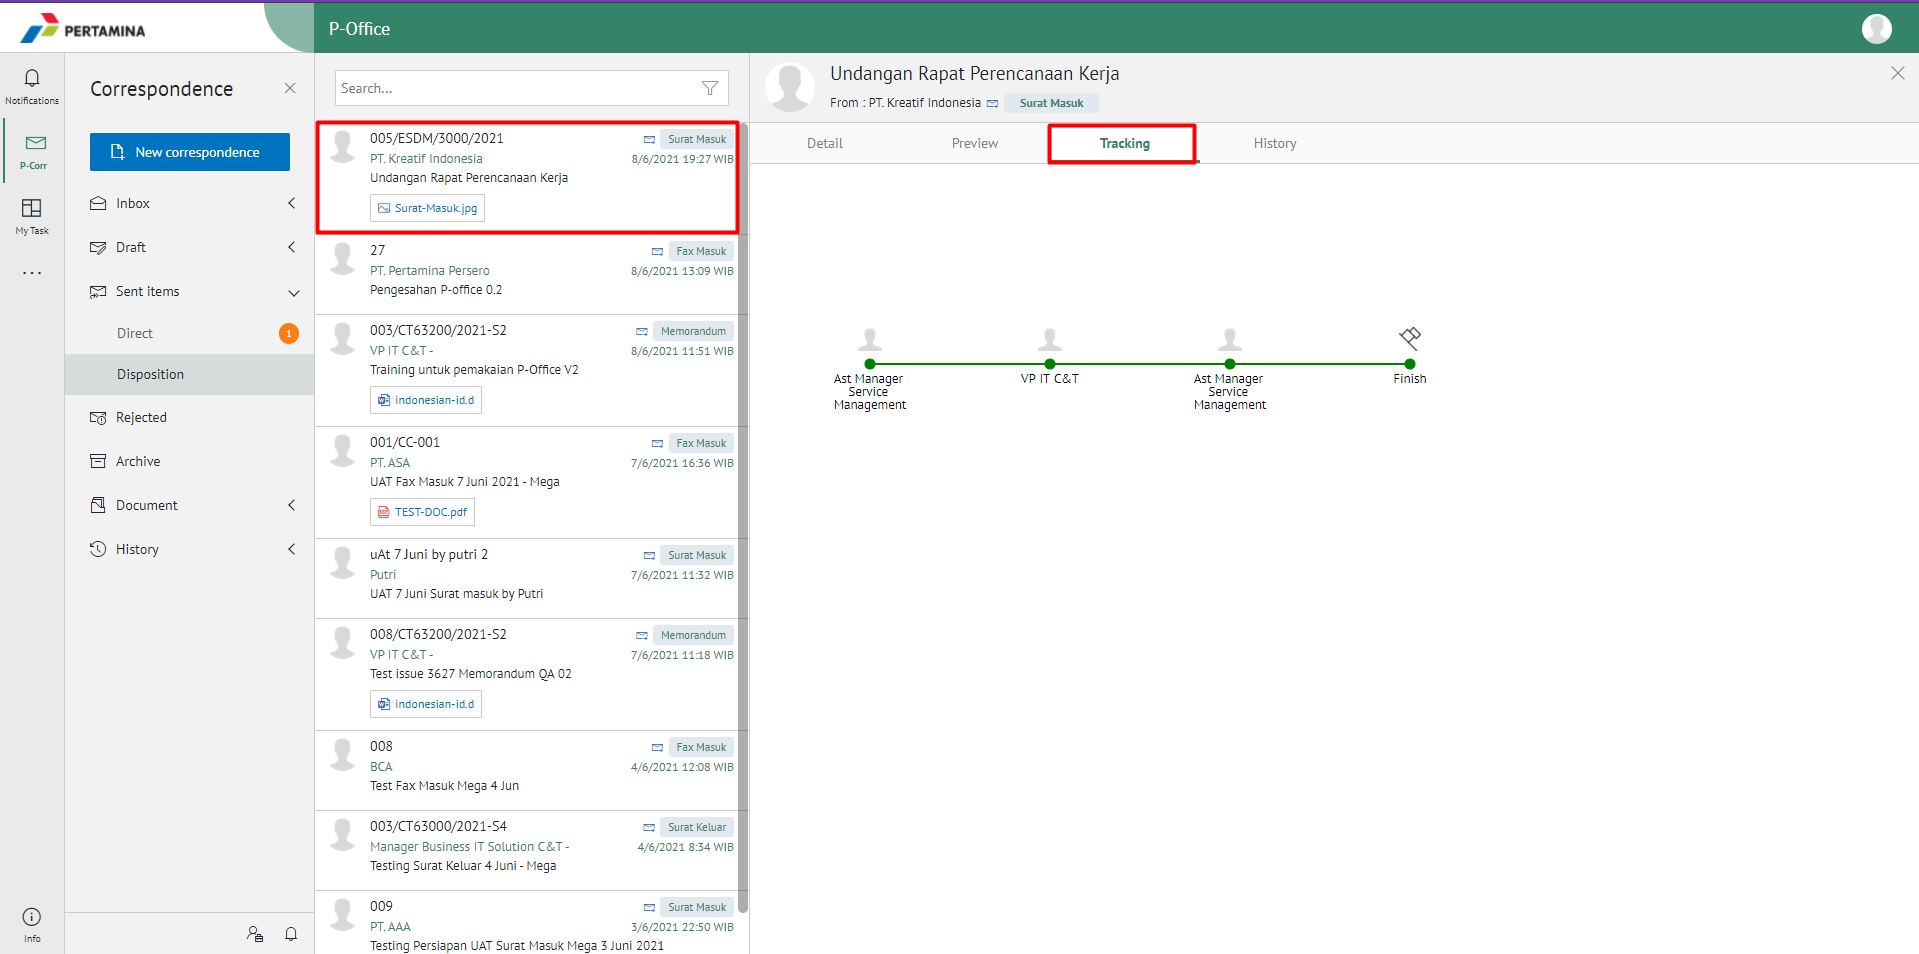 PERTAMINA
P-Office
Notifications
P-Corr
My Task
Info
Correspondence
New correspondence
Inbox
Draft
Sent items
Direct
1
Disposition
Rejected
Archive
Document
History
Search...
005/ESDM/3000/2021
Surat Masuk
PT. Kreatif Indonesia
8/6/2021 19:27 WIB
Undangan Rapat Perencanaan Kerja
Surat-Masuk.jpg
27
Fax Masuk
PT. Pertamina Persero
8/6/2021 13:09 WIB
Pengesahan P-office 0.2
003/CT63200/2021-S2
Memorandum
VP IT C&T -
8/6/2021 11:51 WIB
Training untuk pemakaian P-Office V2
indonesian-id.d
001/CC-001
Fax Masuk
PT. ASA
7/6/2021 16:36 WIB
UAT Fax Masuk 7 Juni 2021 - Mega
TEST-DOC.pdf
uAt 7 Juni by putri 2
Surat Masuk
Putri
7/6/2021 11:32 WIB
UAT 7 Juni Surat masuk by Putri
008/CT63200/2021-S2
Memorandum
VP IT C&T -
7/6/2021 11:18 WIB
Test issue 3627 Memorandum QA 02
indonesian-id.d
008
Fax Masuk
BCA
4/6/2021 12:08 WIB
Test Fax Masuk Mega 4 Jun
003/CT63000/2021-S4
Surat Keluar
Manager Business IT Solution C&T -
4/6/2021 8:34 WIB
Testing Surat Keluar 4 Juni - Mega
009
Surat Masuk
PT. AAA
3/6/2021 22:50 WIB
Testing Persiapan UAT Surat Masuk Mega 3 Juni 2021
Undangan Rapat Perencanaan Kerja
From : PT. Kreatif Indonesia
Surat Masuk
Detail
Preview
Tracking
History
Ast Manager
Service
Management
VP IT C&T
Ast Manager
Service
Management
Finish